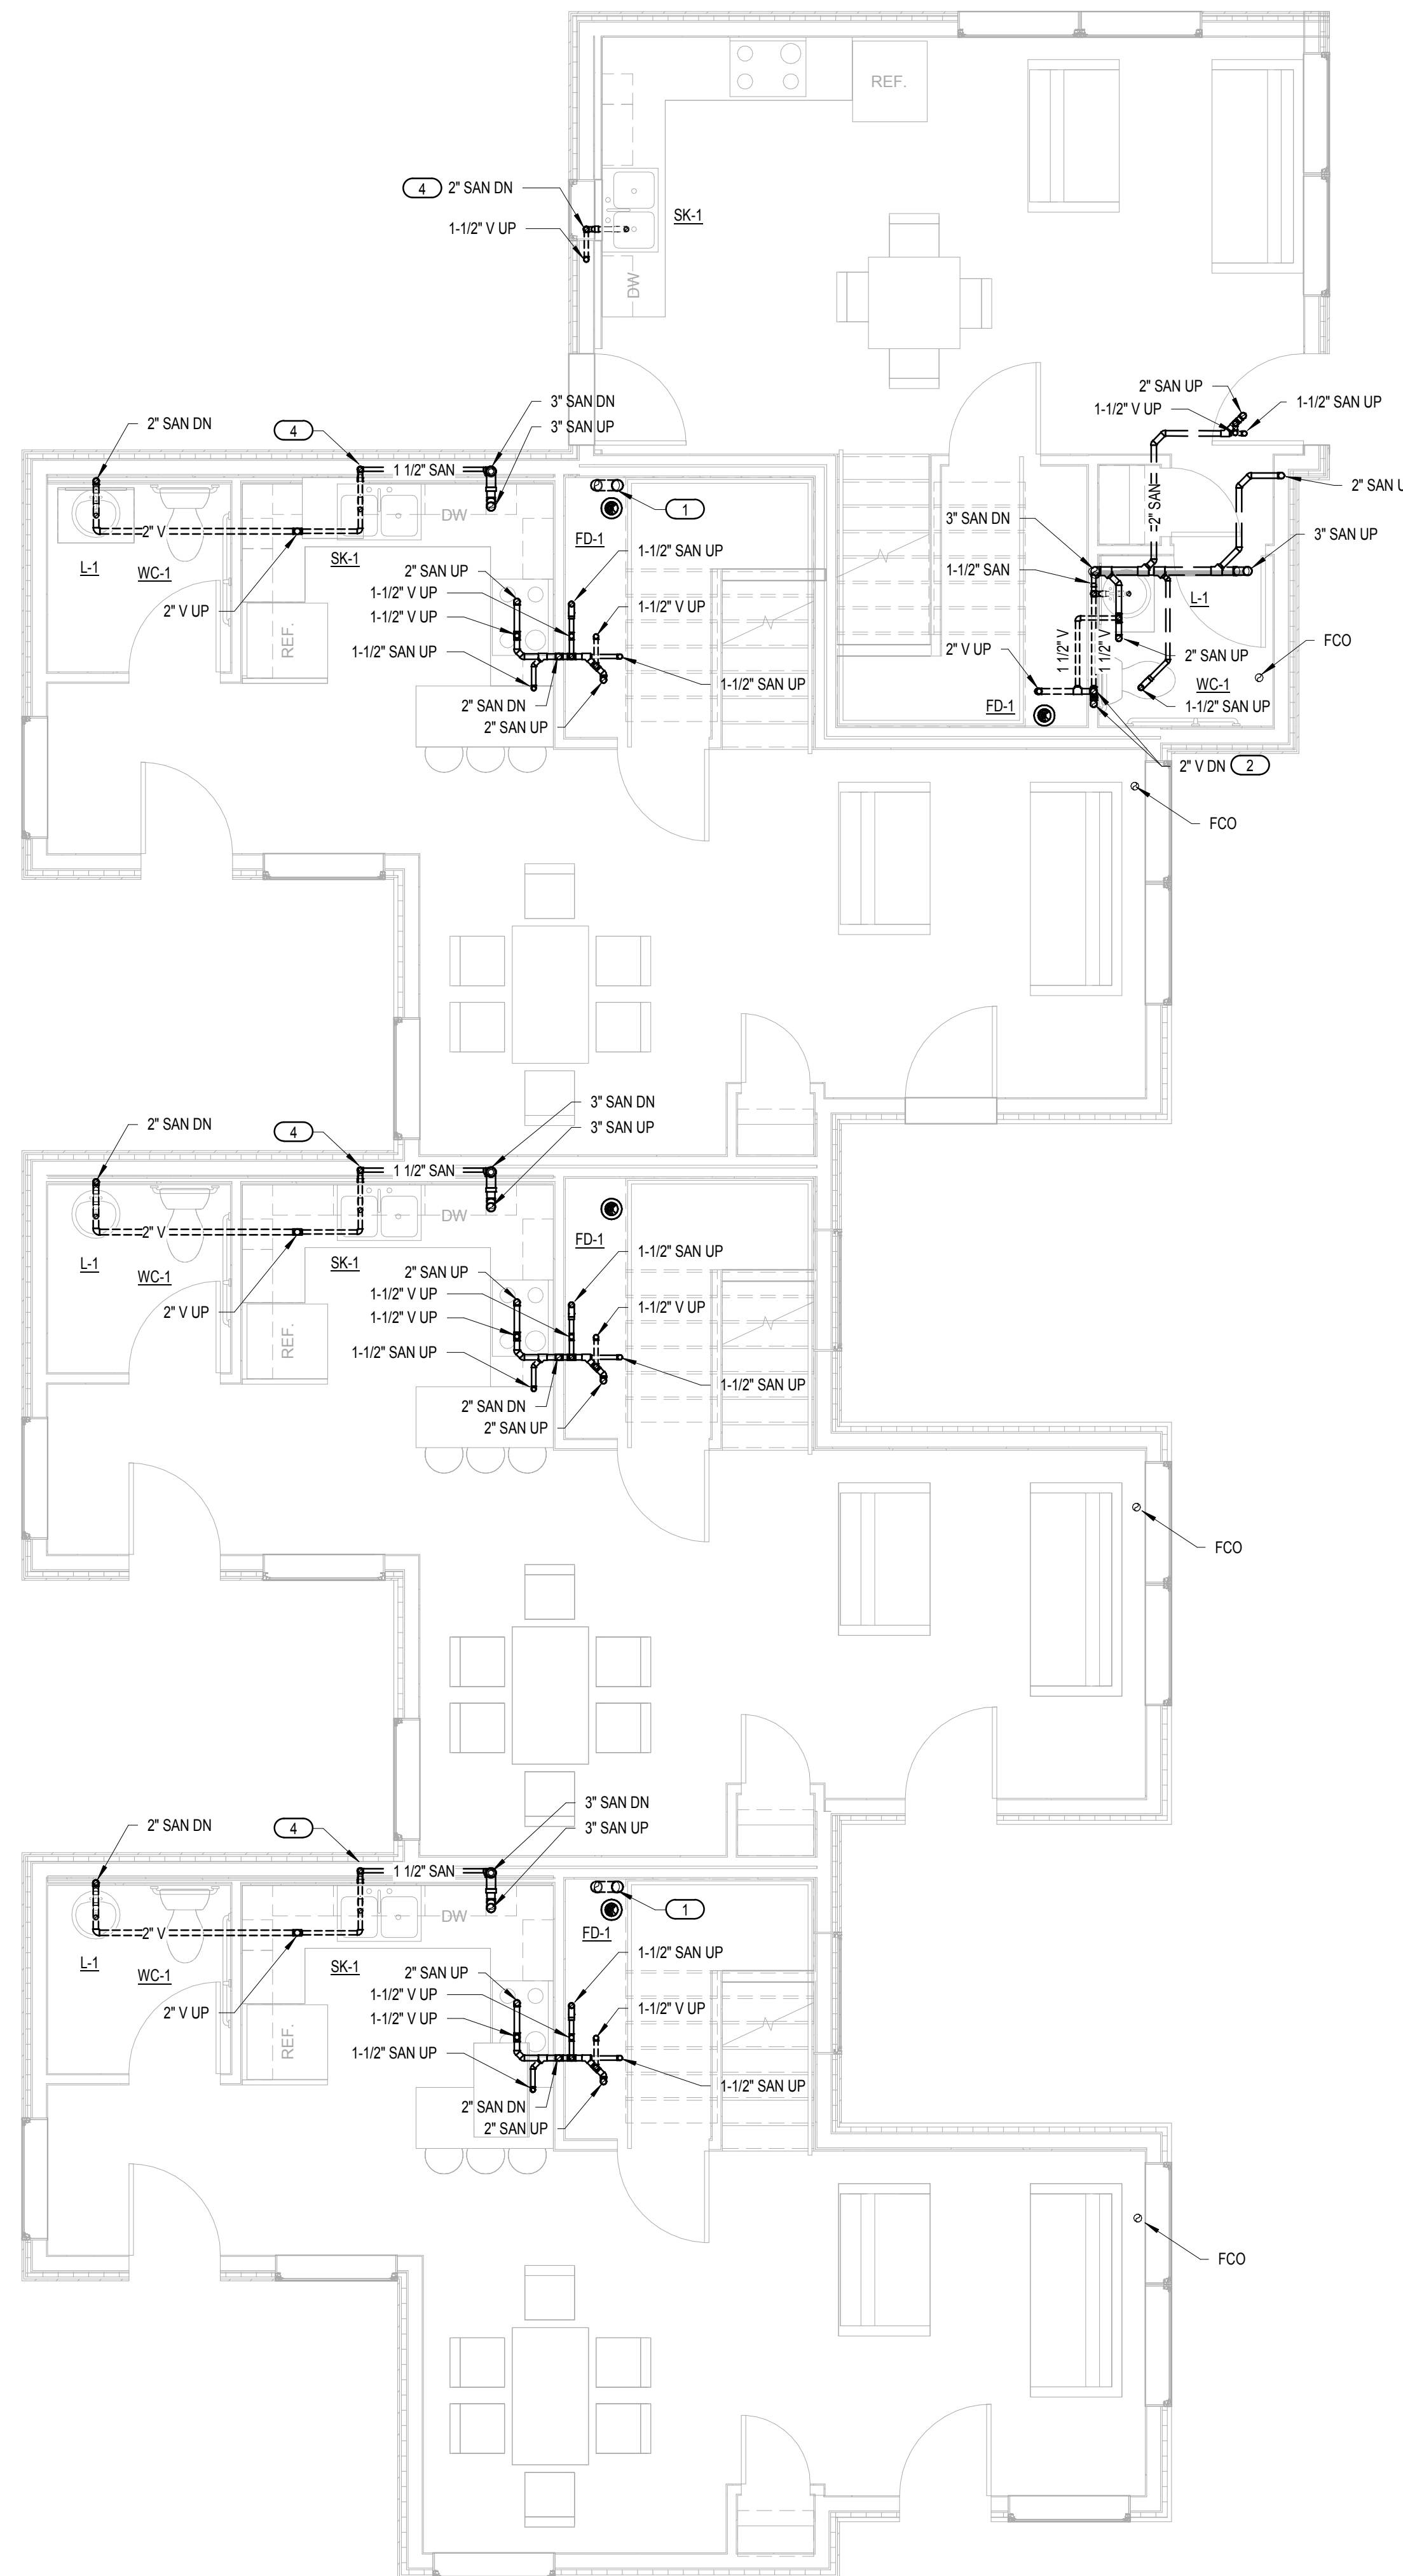 REF.
4 2" SAN DN
1-1/2" V UP
SK-1
DW
2" SAN UP
1-1/2" V UP
1-1/2" SAN UP
2" SAN DN
4
3" SAN DN
3" SAN UP
1 1/2" SAN
2" SAN
2" SAN U
DW
1
2" V
L-1
WC-1
SK-1
FD-1
3" SAN DN
3" SAN UP
1-1/2" SAN UP
1-1/2" SAN
2" SAN UP
1-1/2" V UP
1-1/2" V UP
1-1/2" V UP
2" V UP
REF.
L-1
FCO
1 1/2" V
1 1/2" V
2" SAN UP
2" V UP
1-1/2" SAN UP
1-1/2" SAN UP
WC-1
1-1/2" SAN UP
2" SAN DN
FD-1
2" SAN UP
2" V DN 2
FCO
2" SAN DN
4
3" SAN DN
3" SAN UP
1 1/2" SAN
DW
2" V
L-1
WC-1
SK-1
FD-1
1-1/2" SAN UP
2" SAN UP
1-1/2" V UP
1-1/2" V UP
1-1/2" V UP
2" V UP
REF.
1-1/2" SAN UP
1-1/2" SAN UP
2" SAN DN
2" SAN UP
FCO
2" SAN DN
4
3" SAN DN
3" SAN UP
1 1/2" SAN
DW
1
2" V
L-1
WC-1
SK-1
FD-1
1-1/2" SAN UP
2" SAN UP
1-1/2" V UP
1-1/2" V UP
1-1/2" V UP
2" V UP
REF.
1-1/2" SAN UP
1-1/2" SAN UP
2" SAN DN
2" SAN UP
FCO